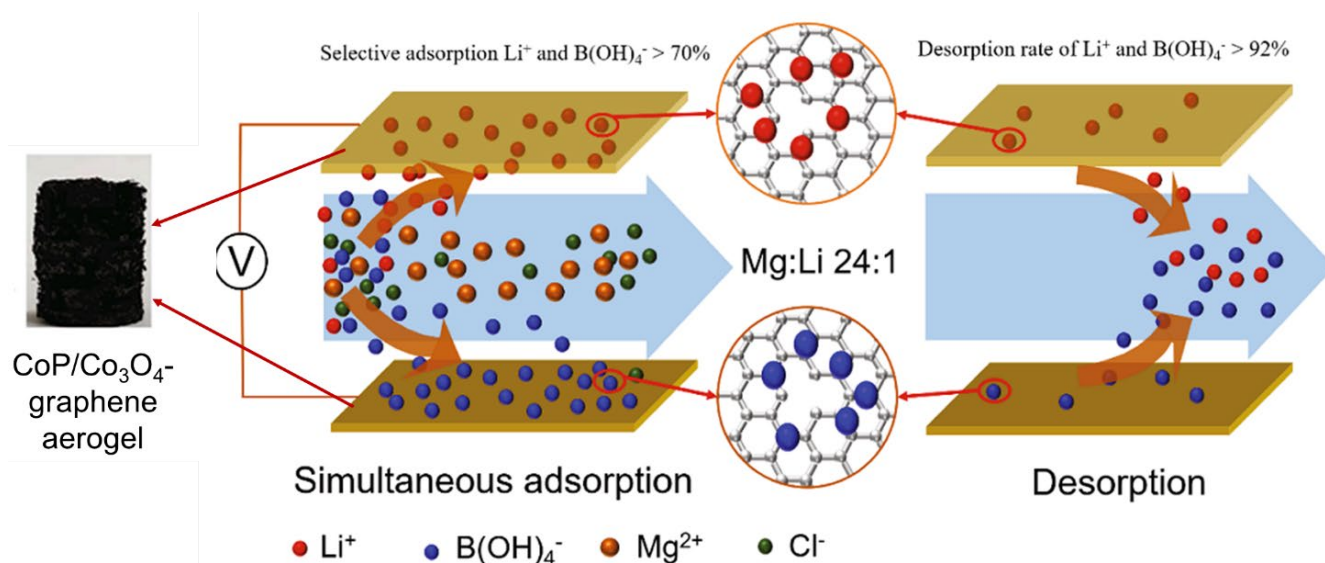 Selective adsorption Li⁺ and B(OH)₄⁻ > 70%
Desorption rate of Li⁺ and B(OH)₄⁻ > 92%
V
Mg:Li 24:1
CoP/Co₃O₄-
graphene
aerogel
Simultaneous adsorption
Desorption
Li⁺
B(OH)₄⁻
Mg²⁺
Cl⁻